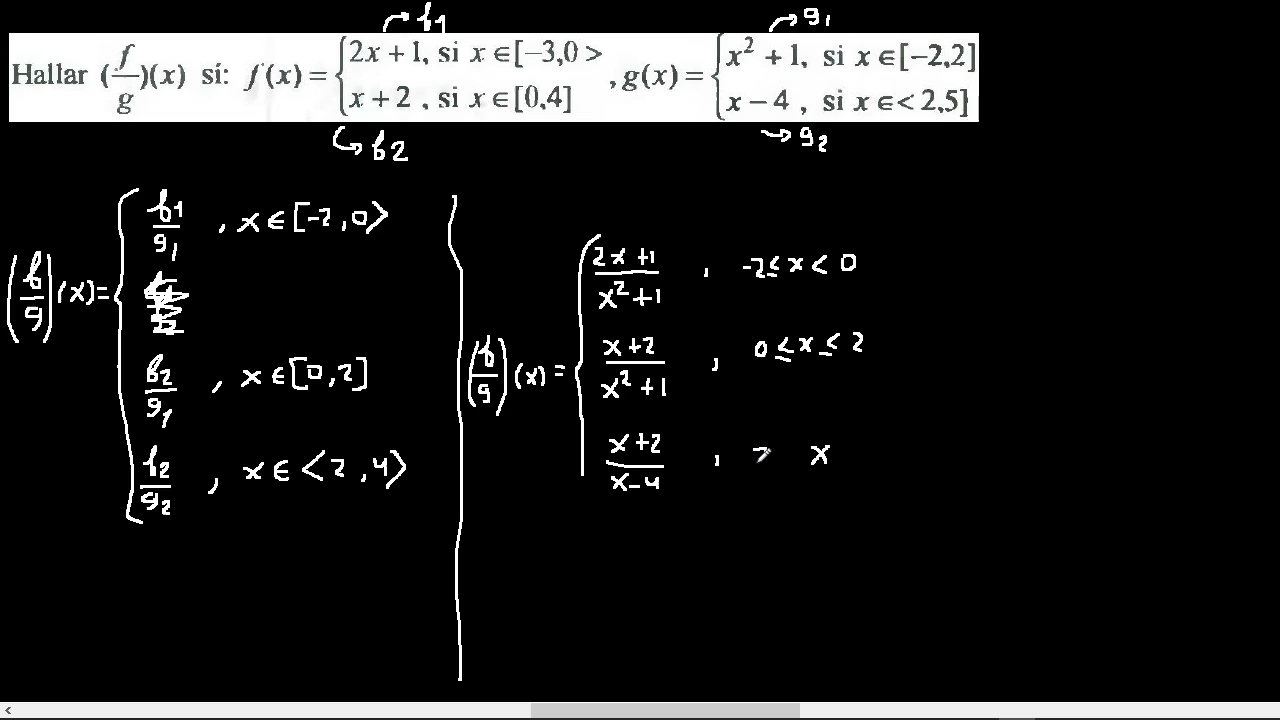 → f1
→ g1
Hallar (f/g)(x) sí: f(x) = { 2x + 1, si x ∈ [−3,0 > , g(x) = { x² + 1, si x ∈ [−2,2]
x + 2 , si x ∈ [0,4] x − 4 , si x ∈ < 2,5]
↪ f2
→ g2
(f/g)(x) = {
f1/g1 , x ∈ [-2,0⟩
f2/g1 , x ∈ [0,2]
f2/g2 , x ∈ ⟨2,4⟩
(f/g)(x) = {
2x+1/x²+1 , -2 ≤ x < 0
x+2/x²+1 , 0 ≤ x ≤ 2
x+2/x-4 , 2 x